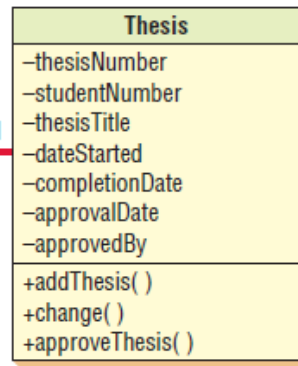 Thesis
–thesisNumber
–studentNumber
–thesisTitle
–dateStarted
–completionDate
–approvalDate
–approvedBy
+addThesis( )
+change( )
+approveThesis( )